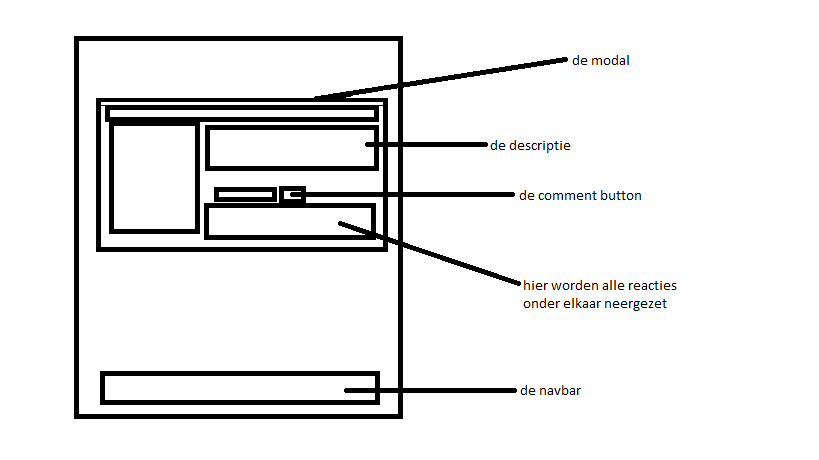 de modal
de descriptie
de comment button
hier worden alle reacties
onder elkaar neergezet
de navbar